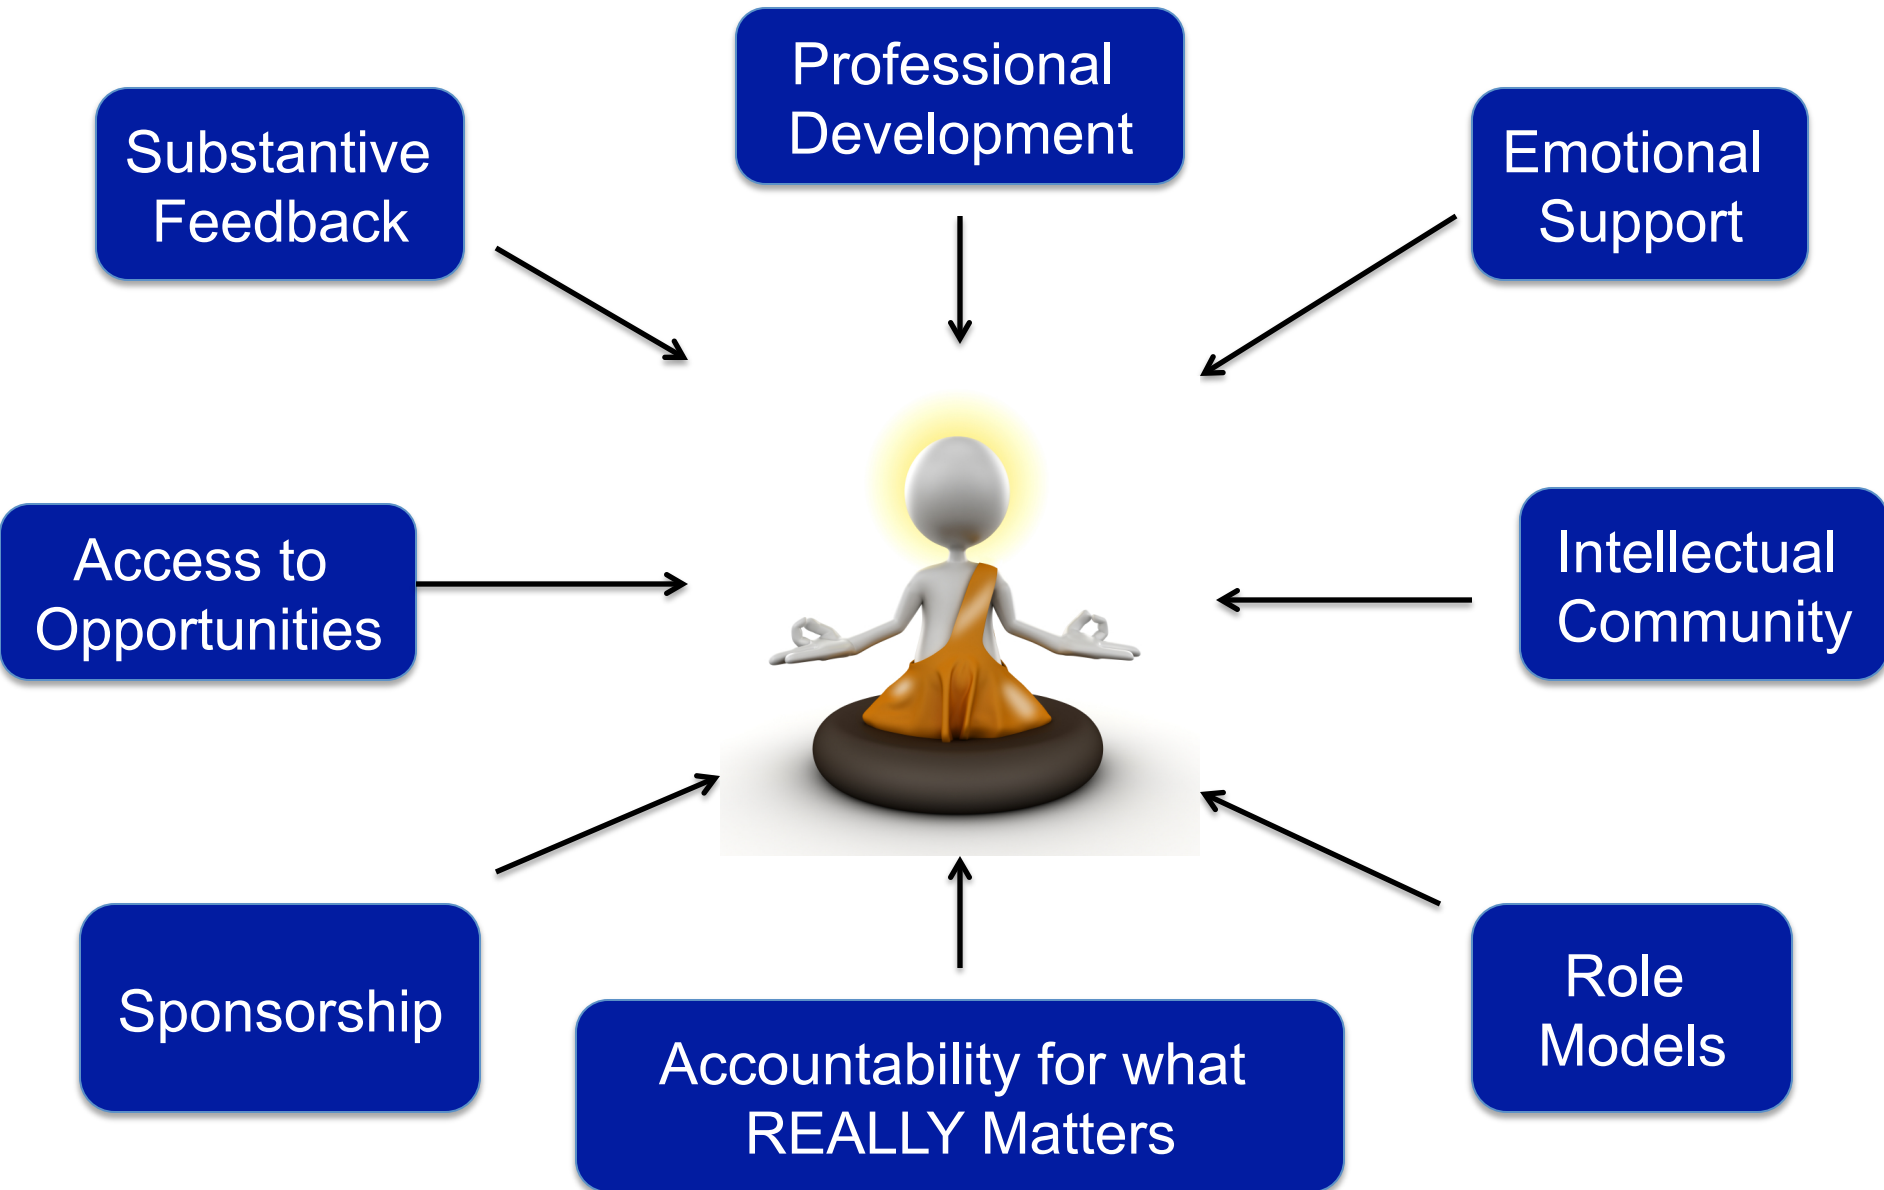 Professional
Development
Substantive
Feedback
Emotional
Support
Access to
Opportunities
Intellectual
Community
Sponsorship
Role
Models
Accountability for what
REALLY Matters